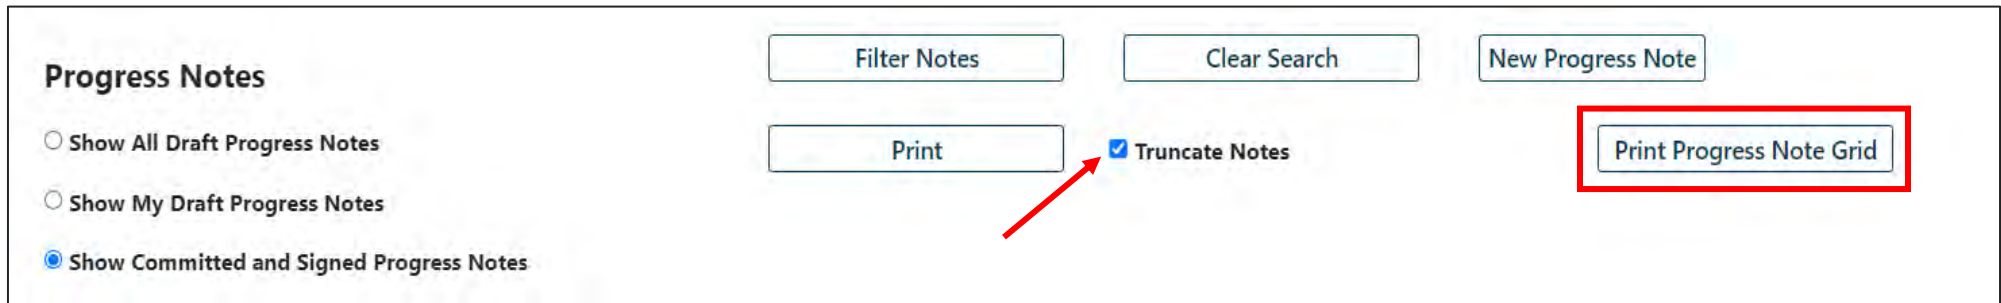 Progress Notes
Filter Notes
Clear Search
New Progress Note
Show All Draft Progress Notes
Print
Truncate Notes
Print Progress Note Grid
Show My Draft Progress Notes
Show Committed and Signed Progress Notes